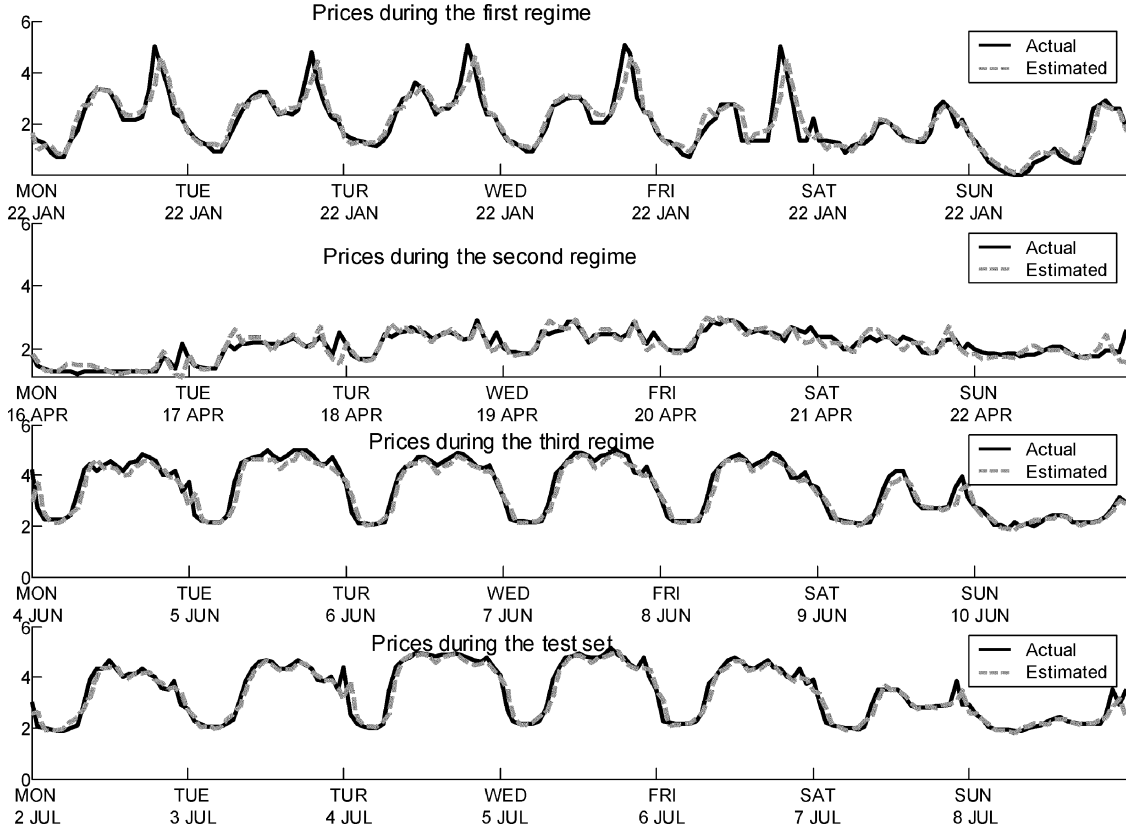 Prices during the first regime
6
4
2
Actual
Estimated
MON TUE TUR WED FRI SAT SUN
22 JAN 22 JAN 22 JAN 22 JAN 22 JAN 22 JAN 22 JAN
Prices during the second regime
6
4
2
Actual
Estimated
MON TUE TUR WED FRI SAT SUN
16 APR 17 APR 18 APR 19 APR 20 APR 21 APR 22 APR
Prices during the third regime
6
4
2
0
Actual
Estimated
MON TUE TUR WED FRI SAT SUN
4 JUN 5 JUN 6 JUN 7 JUN 8 JUN 9 JUN 10 JUN
Prices during the test set
6
4
2
0
Actual
Estimated
MON TUE TUR WED FRI SAT SUN
2 JUL 3 JUL 4 JUL 5 JUL 6 JUL 7 JUL 8 JUL